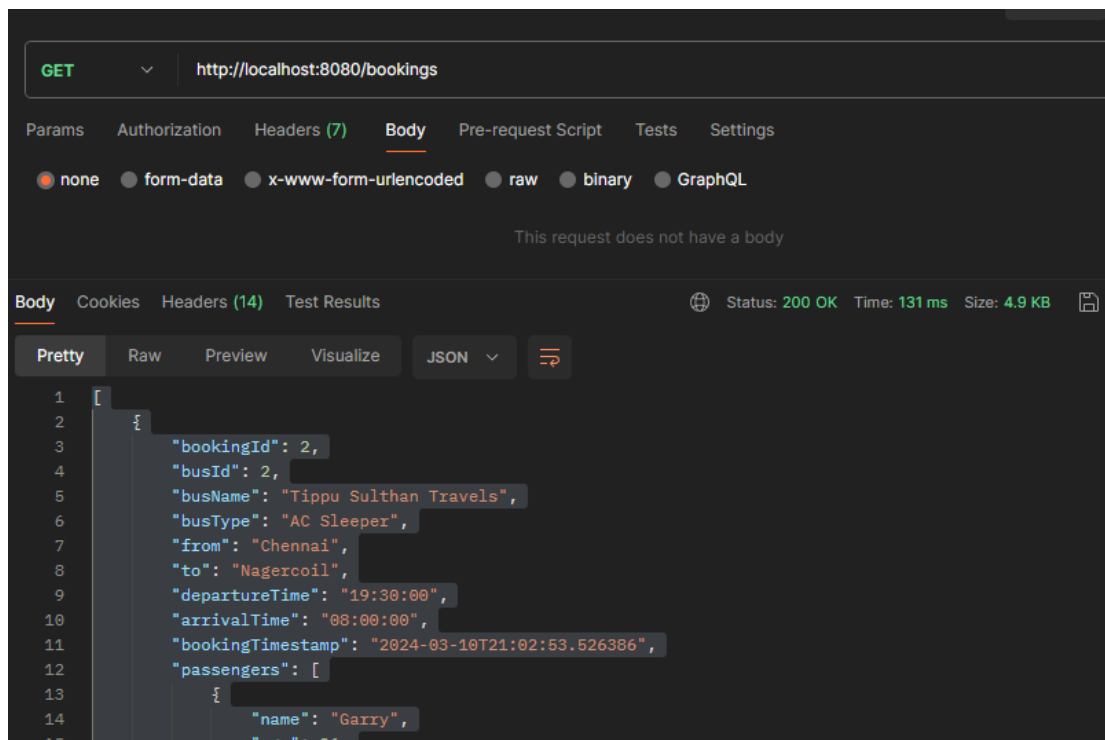 GET http://localhost:8080/bookings
Params Authorization Headers (7) Body Pre-request Script Tests Settings
none form-data x-www-form-urlencoded raw binary GraphQL
This request does not have a body
Body Cookies Headers (14) Test Results Status: 200 OK Time: 131 ms Size: 4.9 KB
Pretty Raw Preview Visualize JSON
1 [
2 {
3 "bookingId": 2,
4 "busId": 2,
5 "busName": "Tippu Sulthan Travels",
6 "busType": "AC Sleeper",
7 "from": "Chennai",
8 "to": "Nagercoil",
9 "departureTime": "19:30:00",
10 "arrivalTime": "08:00:00",
11 "bookingTimestamp": "2024-03-10T21:02:53.526386",
12 "passengers": [
13 {
14 "name": "Garry",